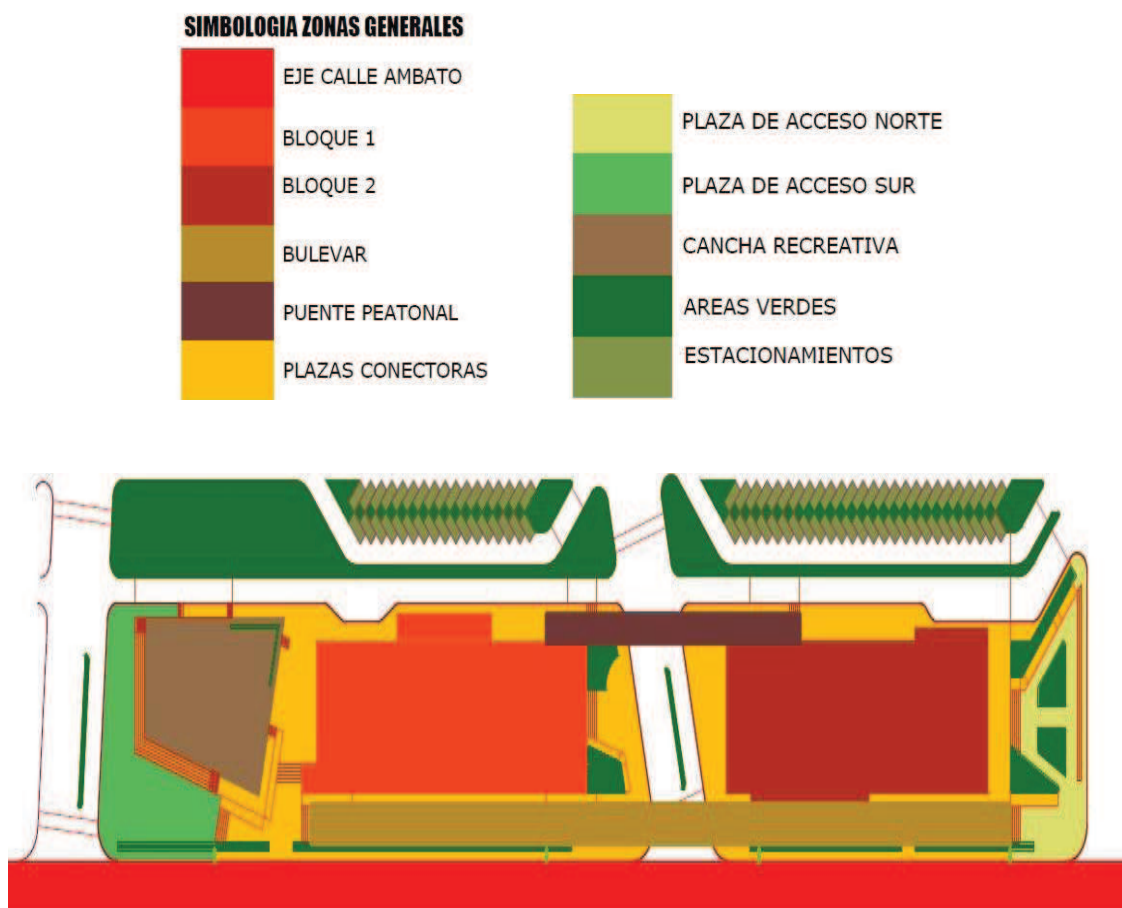 SIMBOLOGIA ZONAS GENERALES
EJE CALLE AMBATO
BLOQUE 1
BLOQUE 2
BULEVAR
PUENTE PEATONAL
PLAZAS CONECTORAS
PLAZA DE ACCESO NORTE
PLAZA DE ACCESO SUR
CANCHA RECREATIVA
AREAS VERDES
ESTACIONAMIENTOS